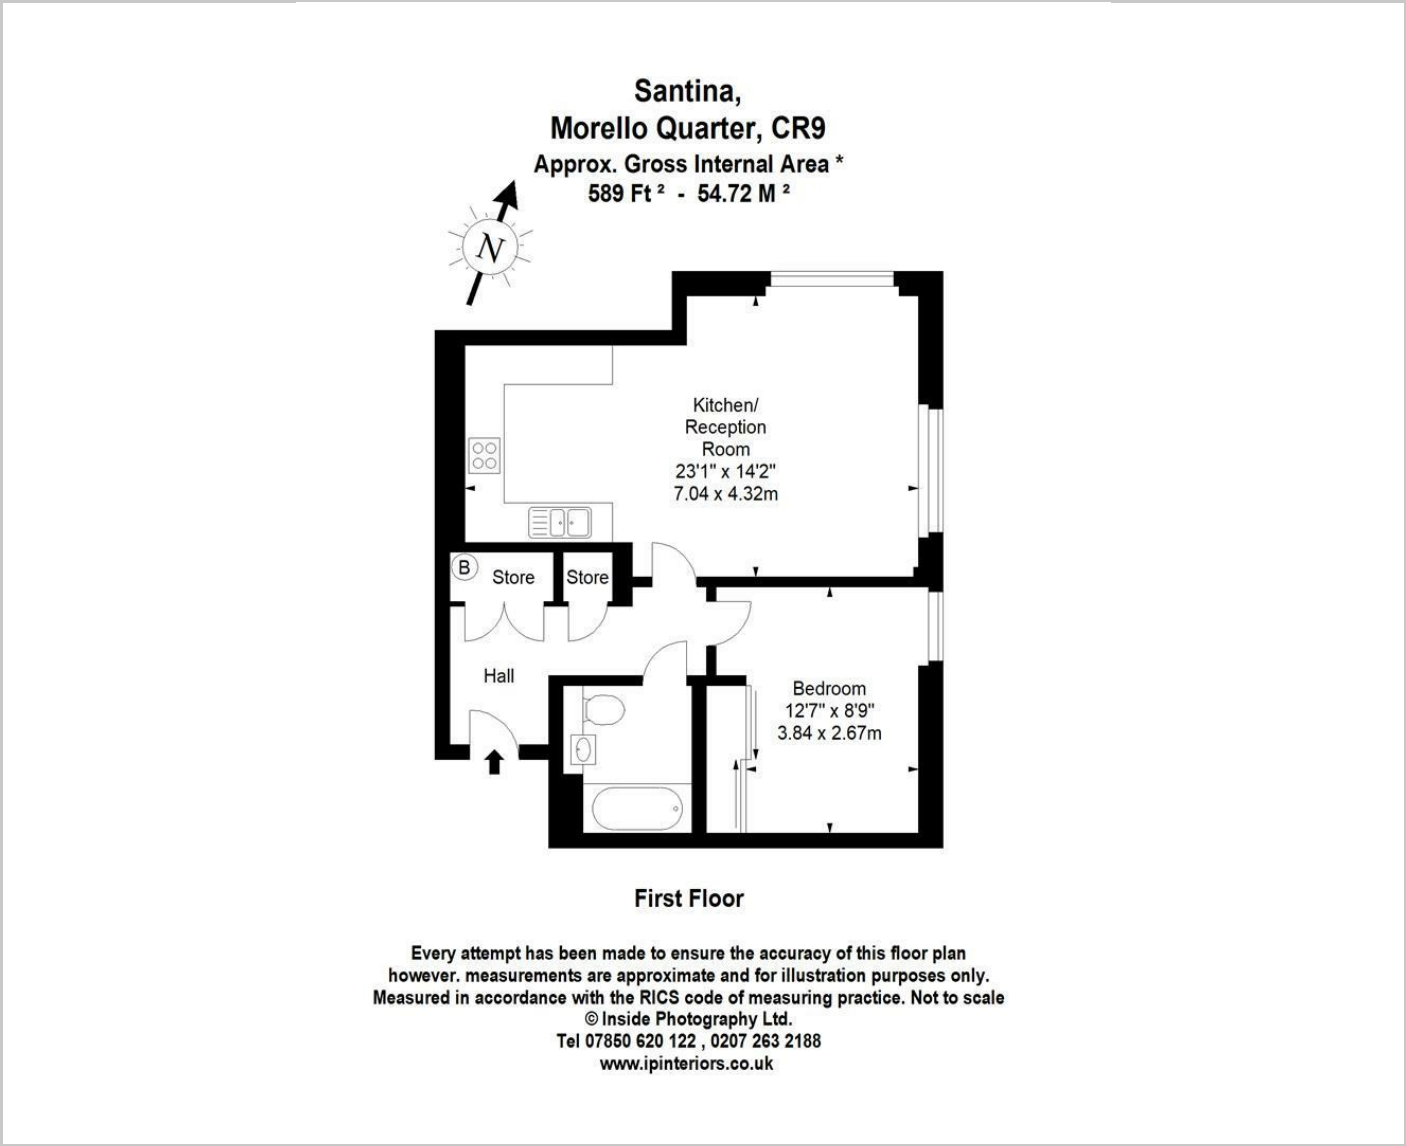 Santina,
Morello Quarter, CR9
Approx. Gross Internal Area *
589 Ft ² - 54.72 M ²
N
Kitchen/
Reception
Room
23'1" x 14'2"
7.04 x 4.32m
B
Store
Store
Hall
Bedroom
12'7" x 8'9"
3.84 x 2.67m
First Floor
Every attempt has been made to ensure the accuracy of this floor plan
however. measurements are approximate and for illustration purposes only.
Measured in accordance with the RICS code of measuring practice. Not to scale
© Inside Photography Ltd.
Tel 07850 620 122 , 0207 263 2188
www.ipinteriors.co.uk